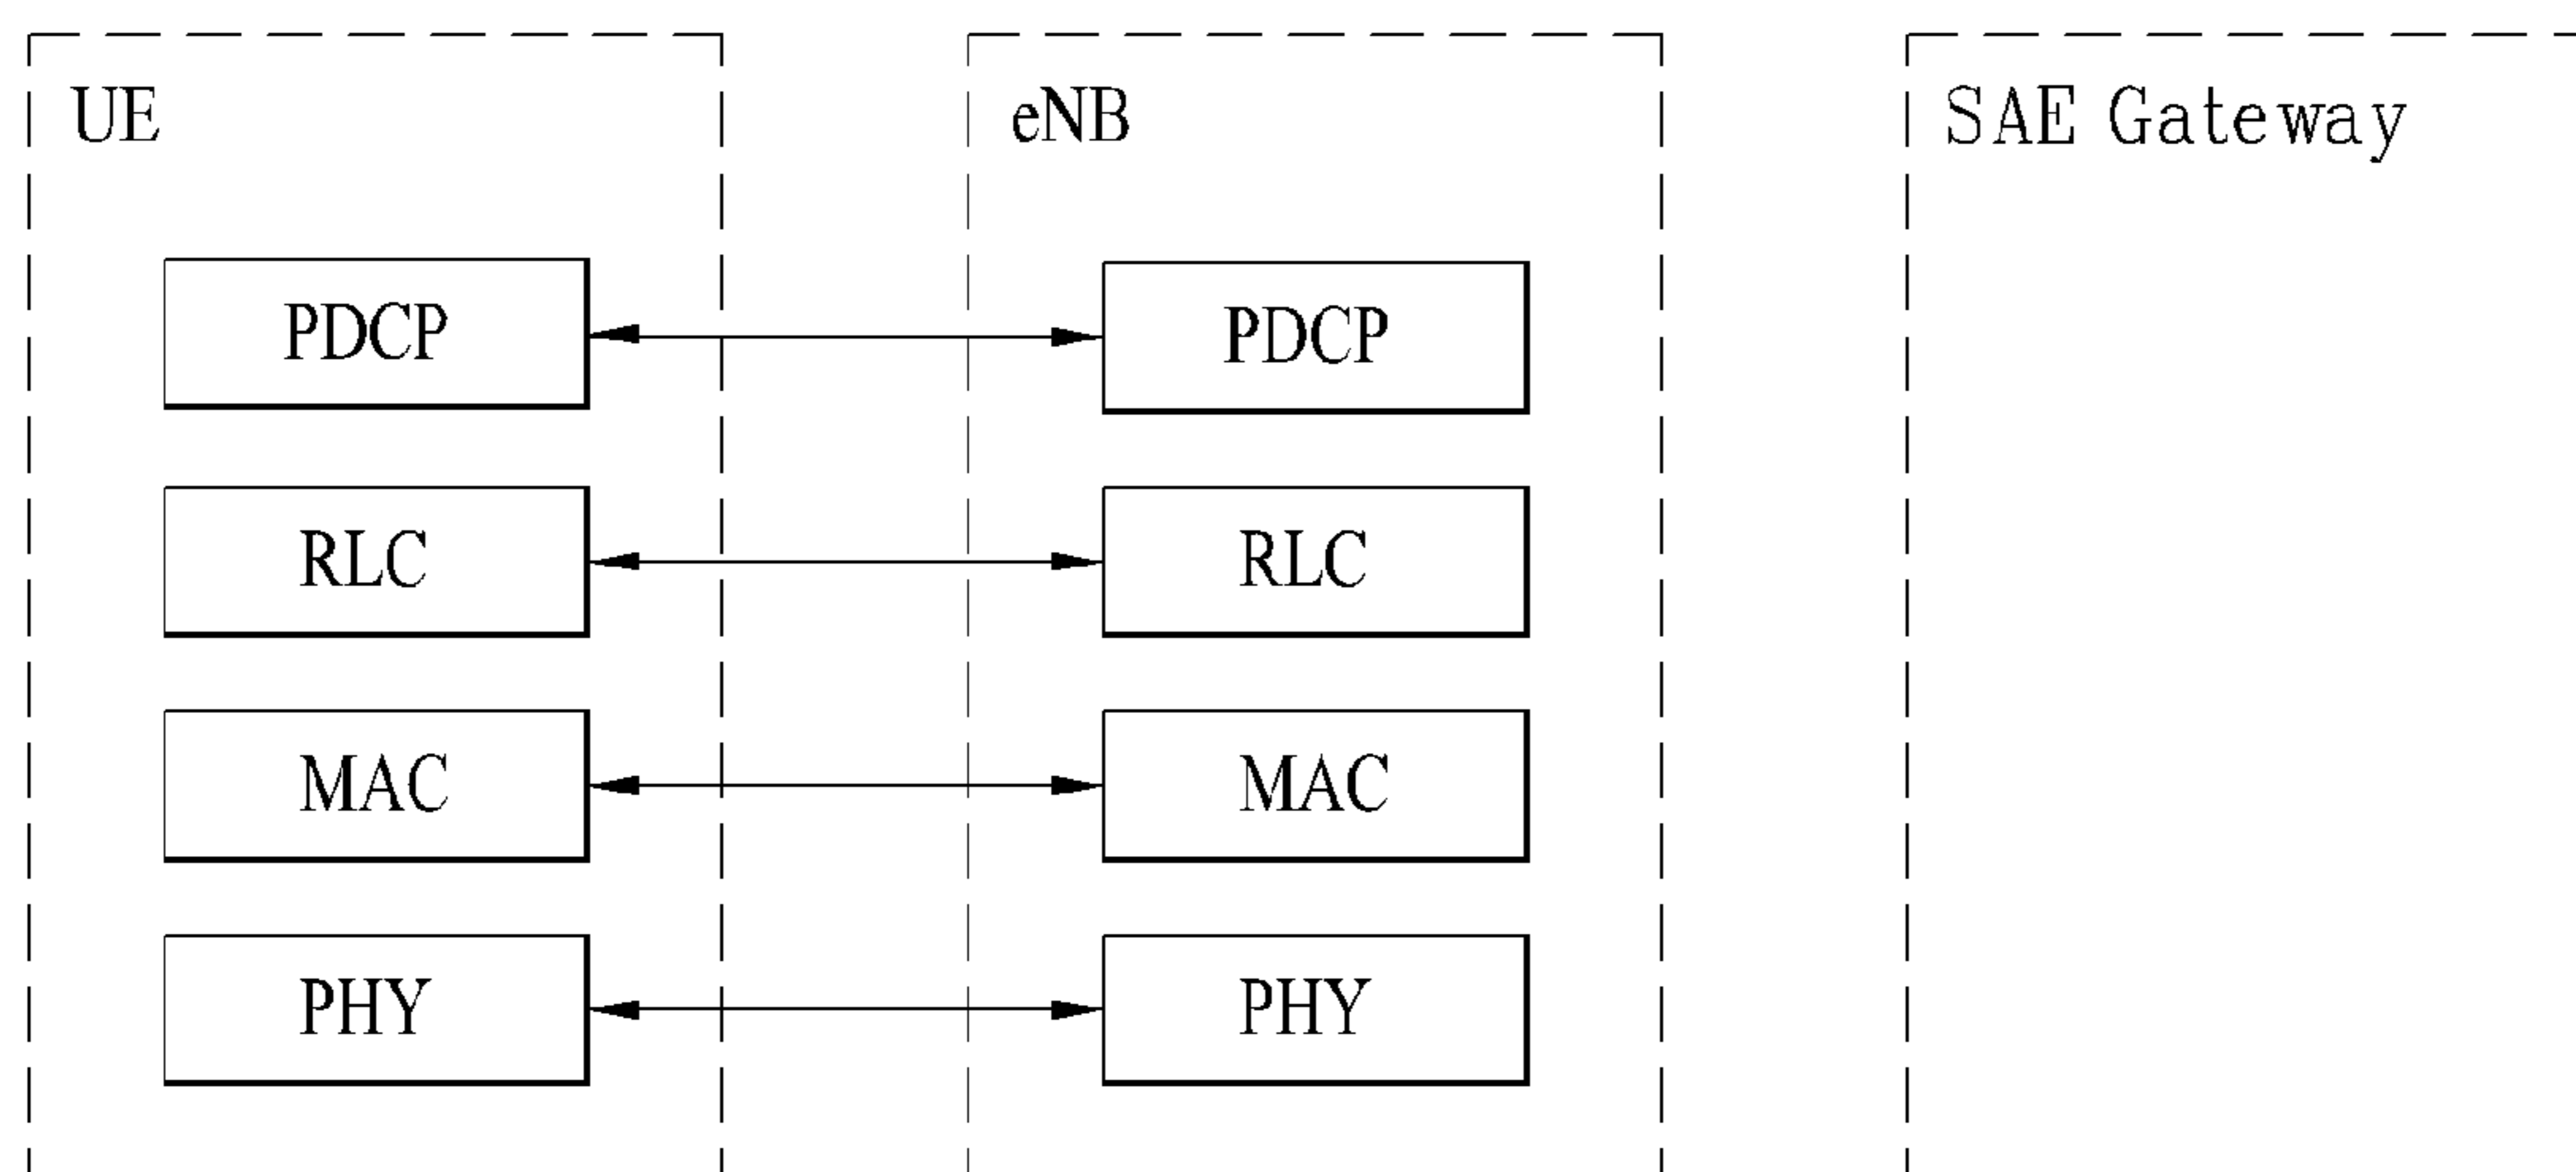 UE eNB SAE Gateway
PDCP PDCP
RLC RLC
MAC MAC
PHY PHY